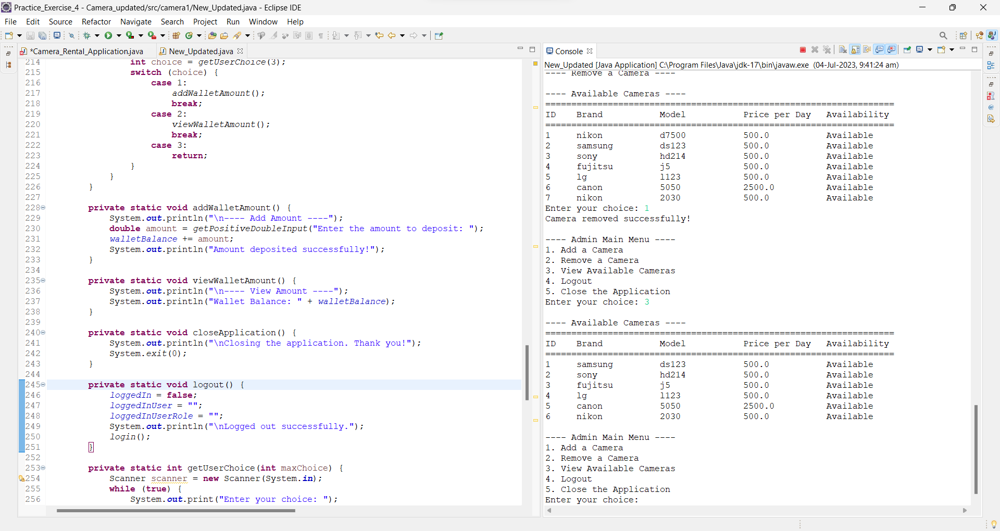 Practice_Exercise_4 - Camera_updated/src/camera1/New_Updated.java - Eclipse IDE
File Edit Source Refactor Navigate Search Project Run Window Help
*Camera_Rental_Application.java
New_Updated.java
214 int choice = getUserChoice(3);
215 switch (choice) {
216 case 1:
217 addWalletAmount();
218 break;
219 case 2:
220 viewWalletAmount();
221 break;
222 case 3:
223 return;
224 }
225 }
226 }
227
228 private static void addWalletAmount() {
229 System.out.println("\n---- Add Amount ----");
230 double amount = getPositiveDoubleInput("Enter the amount to deposit: ");
231 walletBalance += amount;
232 System.out.println("Amount deposited successfully!");
233 }
234
235 private static void viewWalletAmount() {
236 System.out.println("\n---- View Amount ----");
237 System.out.println("Wallet Balance: " + walletBalance);
238 }
239
240 private static void closeApplication() {
241 System.out.println("\nClosing the application. Thank you!");
242 System.exit(0);
243 }
244
245 private static void logout() {
246 loggedIn = false;
247 loggedInUser = "";
248 loggedInUserRole = "";
249 System.out.println("\nLogged out successfully.");
250 login();
251 }
252
253 private static int getUserChoice(int maxChoice) {
254 Scanner scanner = new Scanner(System.in);
255 while (true) {
256 System.out.print("Enter your choice: ");
Console
New_Updated [Java Application] C:\Program Files\Java\jdk-17\bin\javaw.exe (04-Jul-2023, 9:41:24 am)
---- Remove a Camera ----
---- Available Cameras ----
===================================================================
ID Brand Model Price per Day Availability
===================================================================
1 nikon d7500 500.0 Available
2 samsung ds123 500.0 Available
3 sony hd214 500.0 Available
4 fujitsu j5 500.0 Available
5 lg l123 500.0 Available
6 canon 5050 2500.0 Available
7 nikon 2030 500.0 Available
Enter your choice: 1
Camera removed successfully!
---- Admin Main Menu ----
1. Add a Camera
2. Remove a Camera
3. View Available Cameras
4. Logout
5. Close the Application
Enter your choice: 3
---- Available Cameras ----
===================================================================
ID Brand Model Price per Day Availability
===================================================================
1 samsung ds123 500.0 Available
2 sony hd214 500.0 Available
3 fujitsu j5 500.0 Available
4 lg l123 500.0 Available
5 canon 5050 2500.0 Available
6 nikon 2030 500.0 Available
---- Admin Main Menu ----
1. Add a Camera
2. Remove a Camera
3. View Available Cameras
4. Logout
5. Close the Application
Enter your choice: